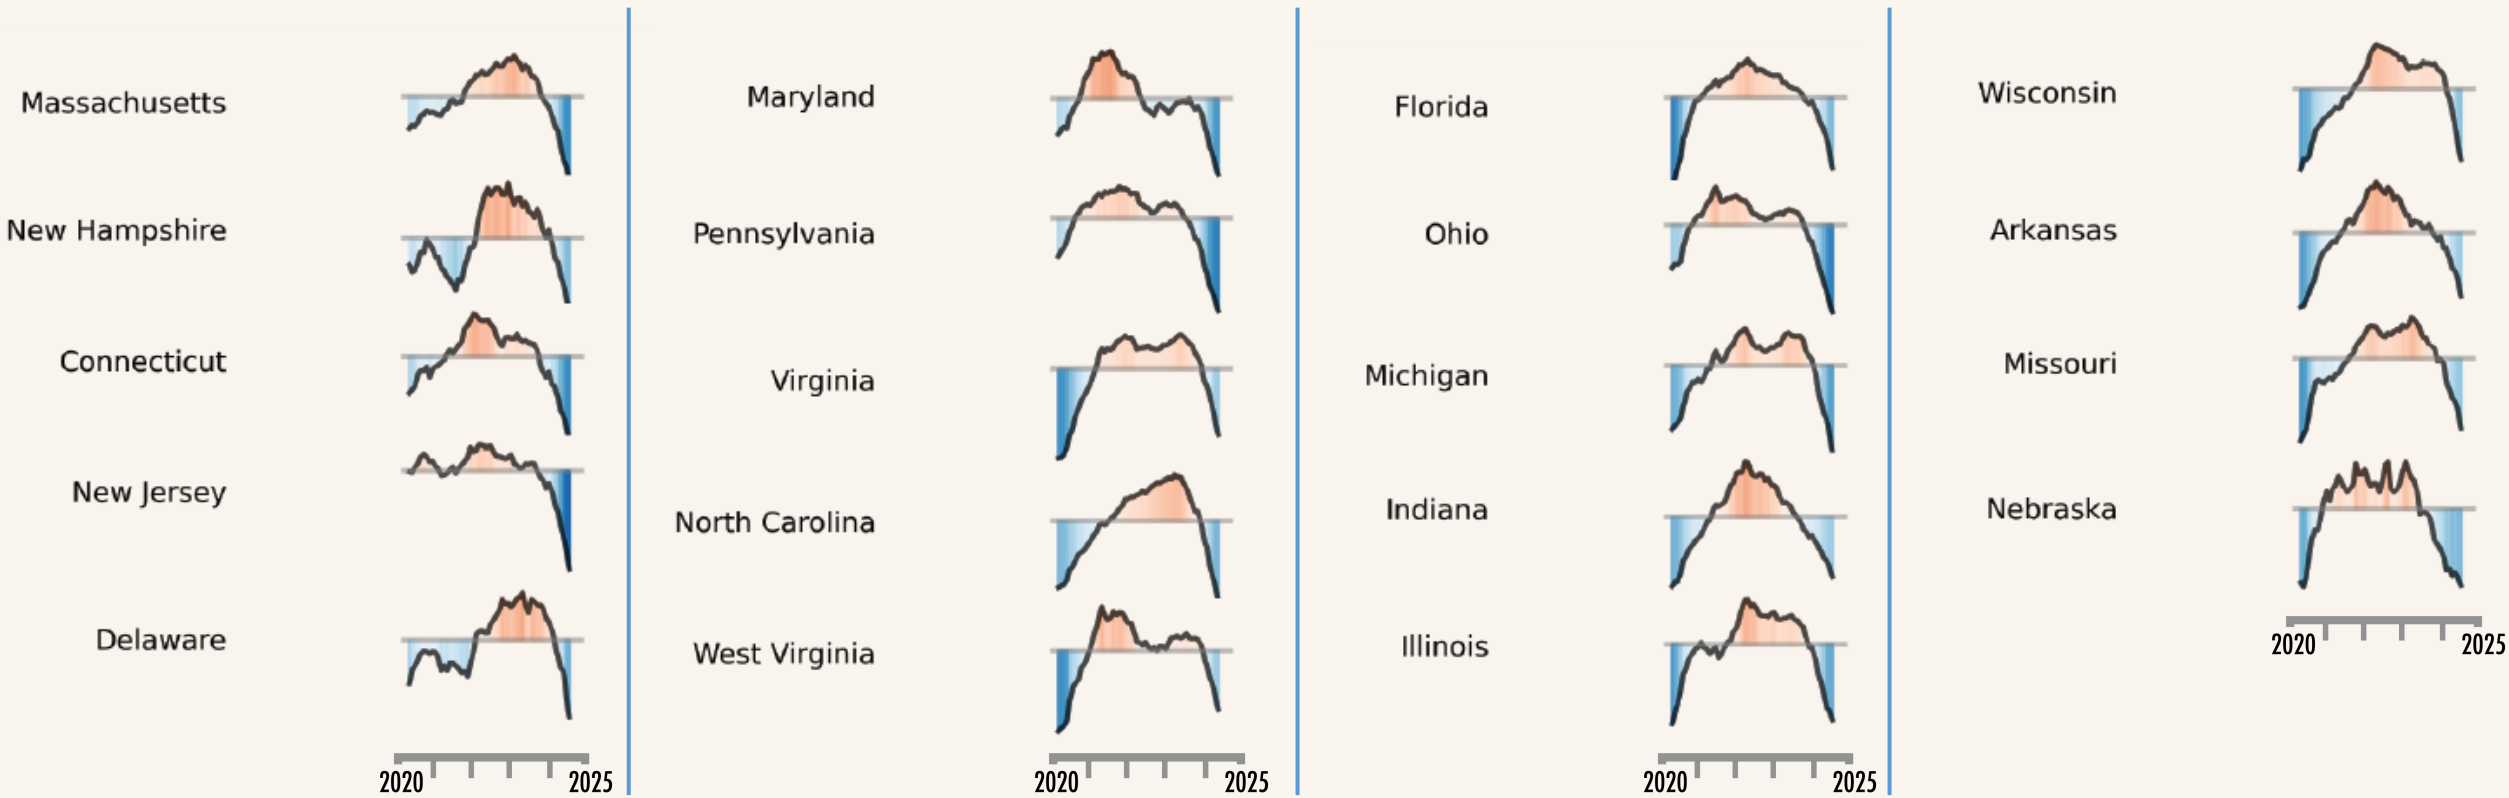 Massachusetts
New Hampshire
Connecticut
New Jersey
Delaware
2020 2025
Maryland
Pennsylvania
Virginia
North Carolina
West Virginia
2020 2025
Florida
Ohio
Michigan
Indiana
Illinois
2020 2025
Wisconsin
Arkansas
Missouri
Nebraska
2020 2025